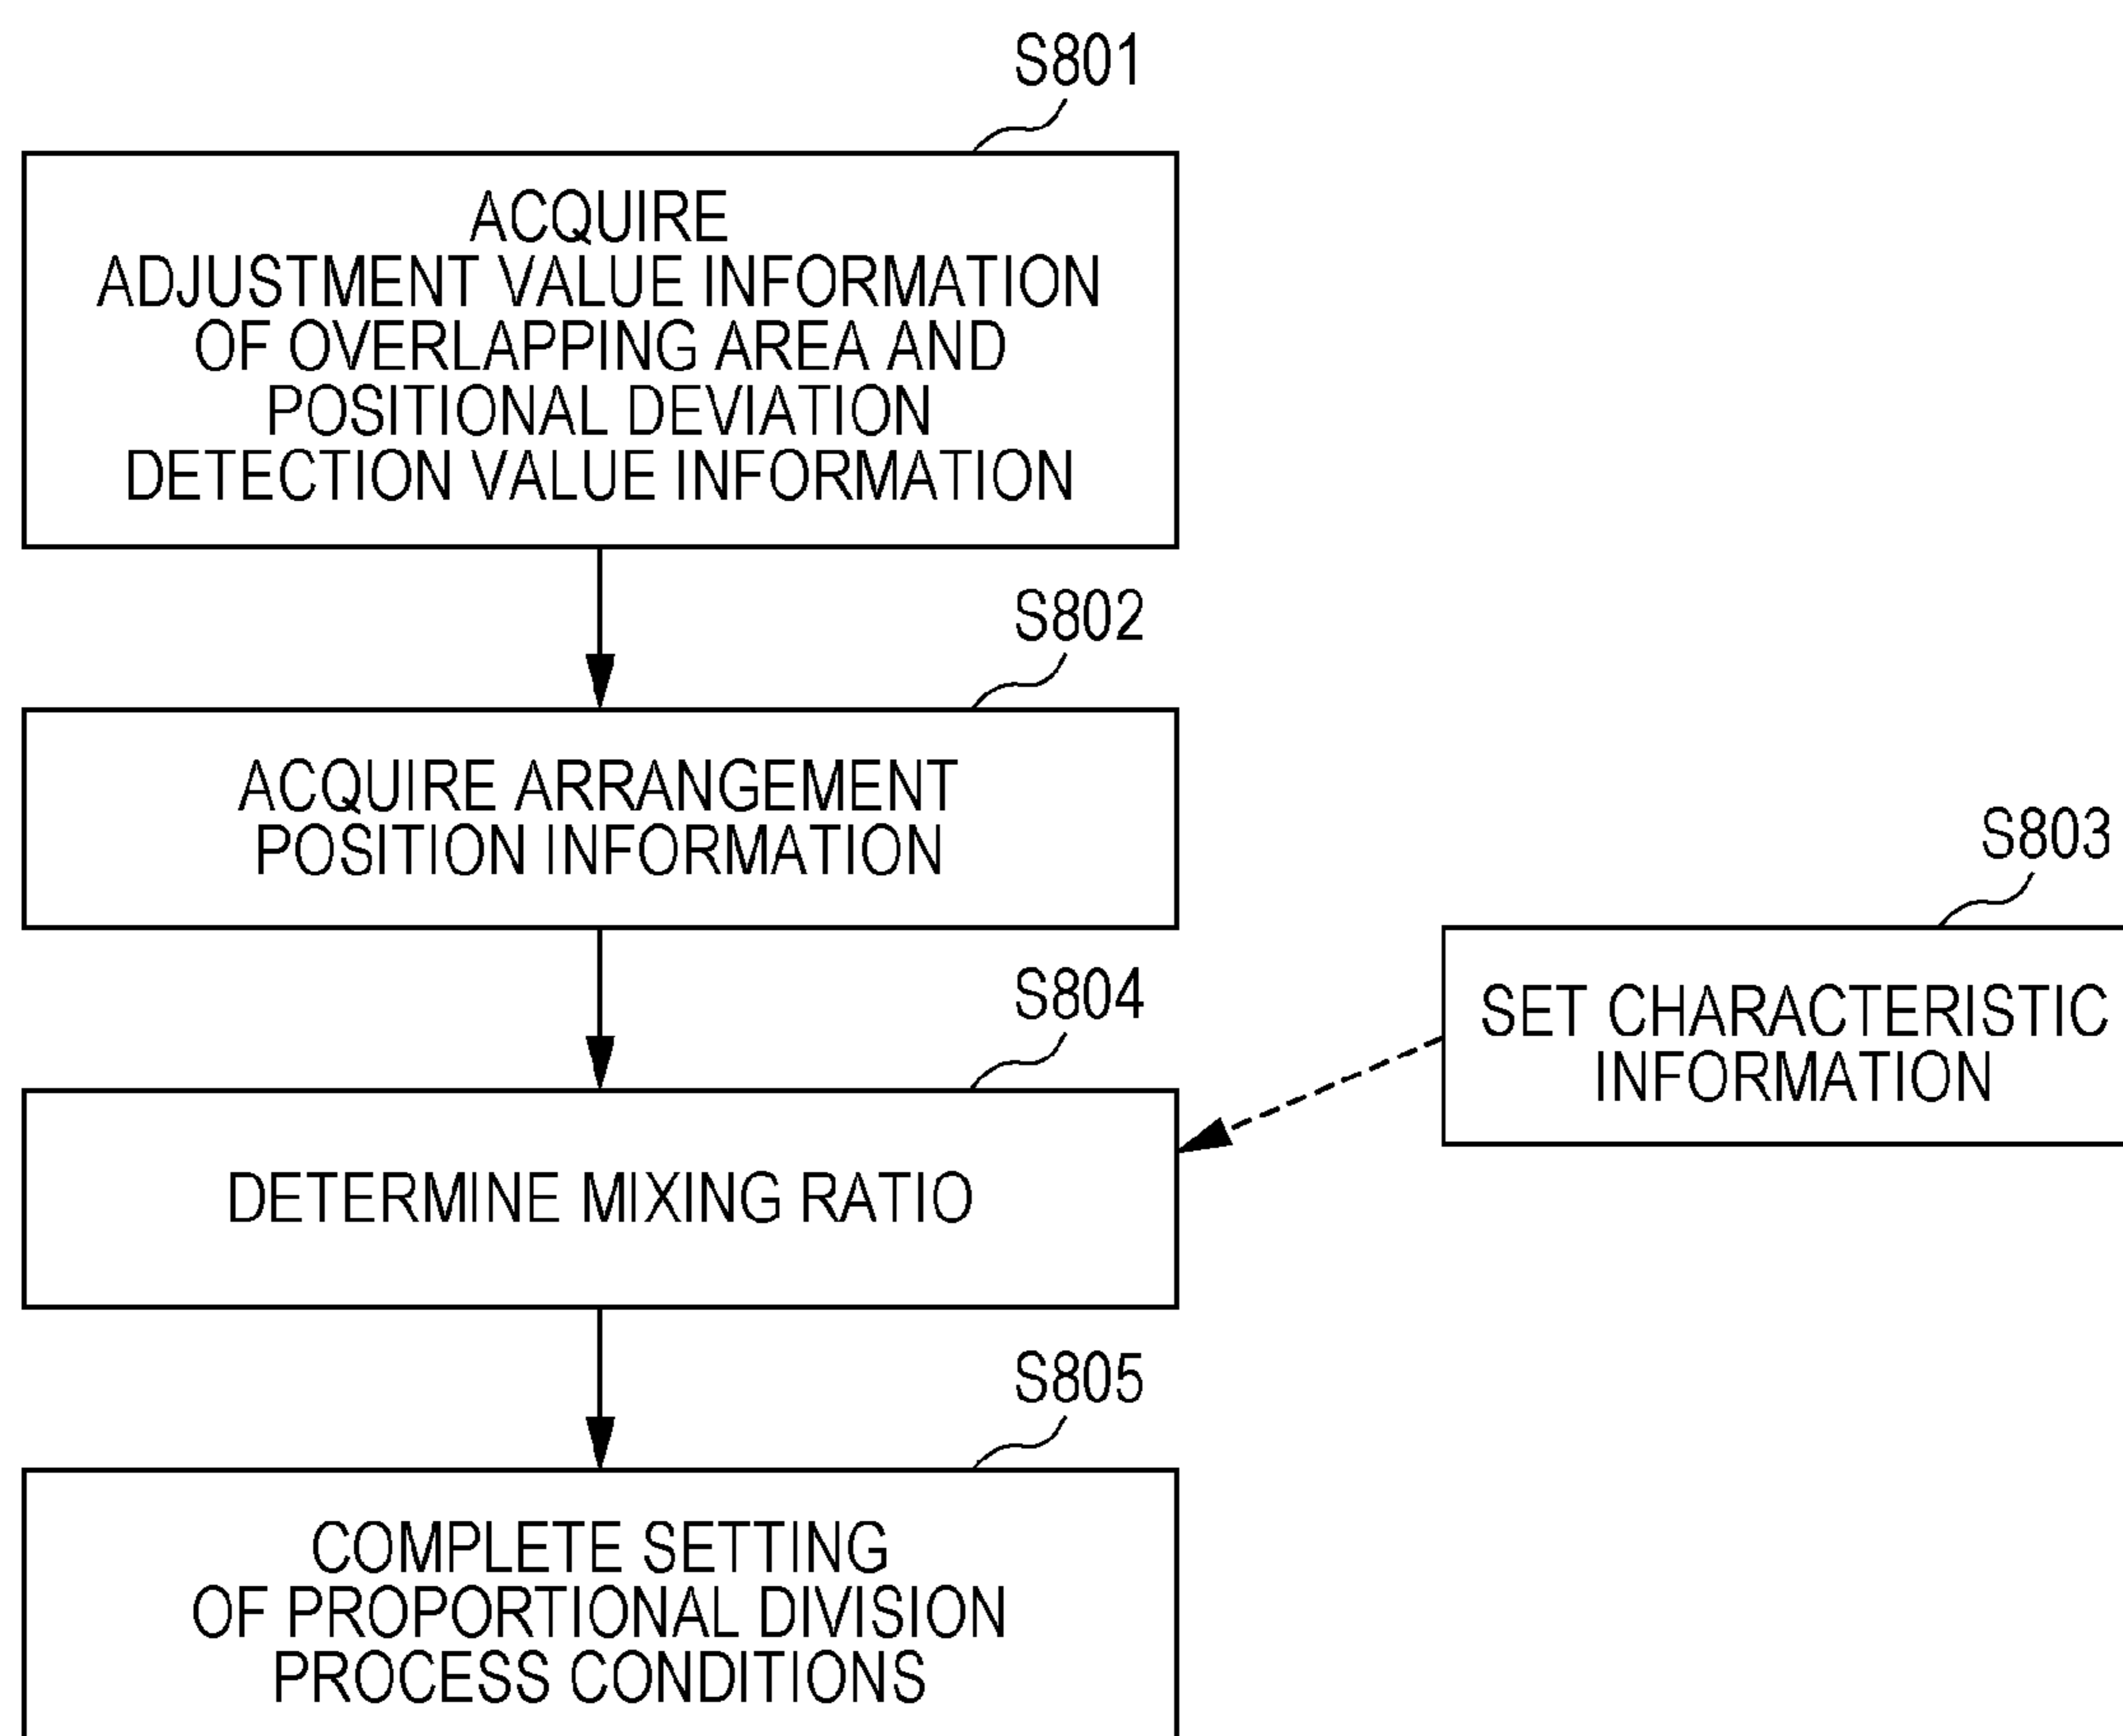 S801
ACQUIRE
ADJUSTMENT VALUE INFORMATION
OF OVERLAPPING AREA AND
POSITIONAL DEVIATION
DETECTION VALUE INFORMATION
S802
ACQUIRE ARRANGEMENT
POSITION INFORMATION
S803
SET CHARACTERISTIC
INFORMATION
S804
DETERMINE MIXING RATIO
S805
COMPLETE SETTING
OF PROPORTIONAL DIVISION
PROCESS CONDITIONS